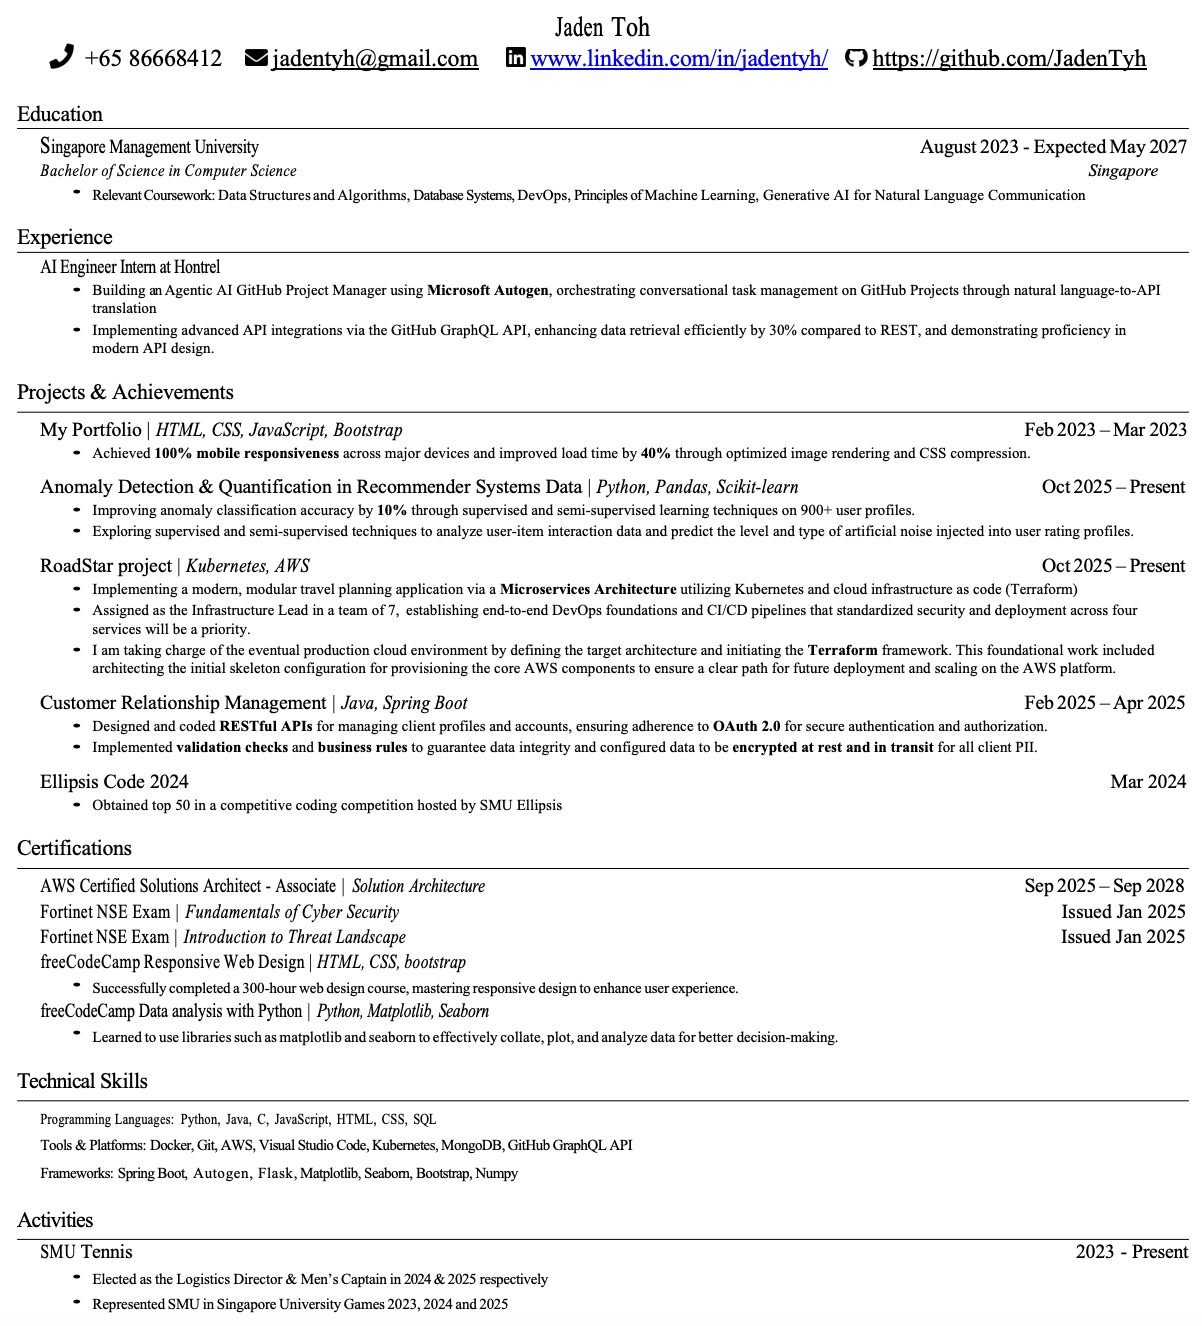 Jaden Toh
+65 86668412 jadentyh@gmail.com www.linkedin.com/in/jadentyh/ https://github.com/JadenTyh
Education
Singapore Management University August 2023 - Expected May 2027
Bachelor of Science in Computer Science Singapore
• Relevant Coursework: Data Structures and Algorithms, Database Systems, DevOps, Principles of Machine Learning, Generative AI for Natural Language Communication
Experience
AI Engineer Intern at Hontrel
• Building an Agentic AI GitHub Project Manager using Microsoft Autogen, orchestrating conversational task management on GitHub Projects through natural language-to-API
translation
• Implementing advanced API integrations via the GitHub GraphQL API, enhancing data retrieval efficiently by 30% compared to REST, and demonstrating proficiency in
modern API design.
Projects & Achievements
My Portfolio | HTML, CSS, JavaScript, Bootstrap Feb 2023 – Mar 2023
• Achieved 100% mobile responsiveness across major devices and improved load time by 40% through optimized image rendering and CSS compression.
Anomaly Detection & Quantification in Recommender Systems Data | Python, Pandas, Scikit-learn Oct 2025 – Present
• Improving anomaly classification accuracy by 10% through supervised and semi-supervised learning techniques on 900+ user profiles.
• Exploring supervised and semi-supervised techniques to analyze user-item interaction data and predict the level and type of artificial noise injected into user rating profiles.
RoadStar project | Kubernetes, AWS Oct 2025 – Present
• Implementing a modern, modular travel planning application via a Microservices Architecture utilizing Kubernetes and cloud infrastructure as code (Terraform)
• Assigned as the Infrastructure Lead in a team of 7, establishing end-to-end DevOps foundations and CI/CD pipelines that standardized security and deployment across four
services will be a priority.
• I am taking charge of the eventual production cloud environment by defining the target architecture and initiating the Terraform framework. This foundational work included
architecting the initial skeleton configuration for provisioning the core AWS components to ensure a clear path for future deployment and scaling on the AWS platform.
Customer Relationship Management | Java, Spring Boot Feb 2025 – Apr 2025
• Designed and coded RESTful APIs for managing client profiles and accounts, ensuring adherence to OAuth 2.0 for secure authentication and authorization.
• Implemented validation checks and business rules to guarantee data integrity and configured data to be encrypted at rest and in transit for all client PII.
Ellipsis Code 2024 Mar 2024
• Obtained top 50 in a competitive coding competition hosted by SMU Ellipsis
Certifications
AWS Certified Solutions Architect - Associate | Solution Architecture Sep 2025 – Sep 2028
Fortinet NSE Exam | Fundamentals of Cyber Security Issued Jan 2025
Fortinet NSE Exam | Introduction to Threat Landscape Issued Jan 2025
freeCodeCamp Responsive Web Design | HTML, CSS, bootstrap
• Successfully completed a 300-hour web design course, mastering responsive design to enhance user experience.
freeCodeCamp Data analysis with Python | Python, Matplotlib, Seaborn
• Learned to use libraries such as matplotlib and seaborn to effectively collate, plot, and analyze data for better decision-making.
Technical Skills
Programming Languages: Python, Java, C, JavaScript, HTML, CSS, SQL
Tools & Platforms: Docker, Git, AWS, Visual Studio Code, Kubernetes, MongoDB, GitHub GraphQL API
Frameworks: Spring Boot, Autogen, Flask, Matplotlib, Seaborn, Bootstrap, Numpy
Activities
SMU Tennis 2023 - Present
• Elected as the Logistics Director & Men's Captain in 2024 & 2025 respectively
• Represented SMU in Singapore University Games 2023, 2024 and 2025